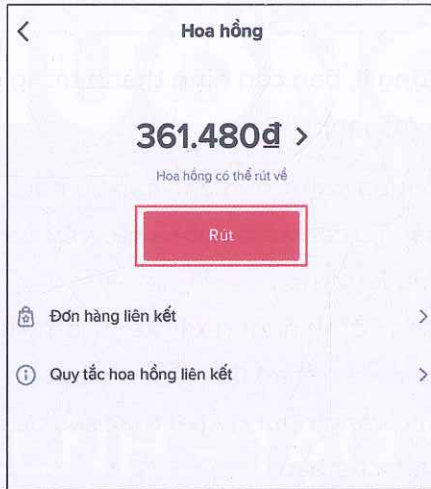 Hoa hồng
361.480₫ >
Hoa hồng có thể rút về
Rút
Đơn hàng liên kết >
Quy tắc hoa hồng liên kết >